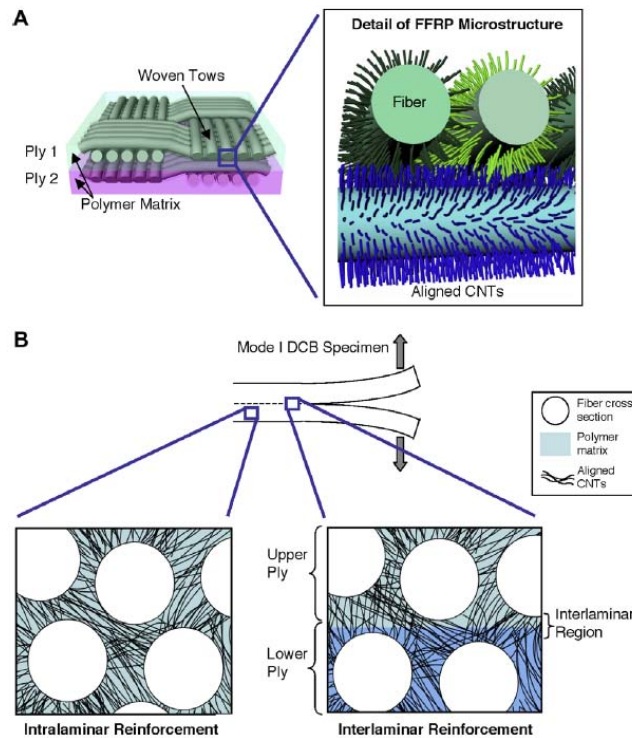 A
Detail of FFRP Microstructure
Woven Tows
Fiber
Ply 1
Ply 2
Polymer Matrix
Aligned CNTs
B
Mode I DCB Specimen
Fiber cross
section
Polymer
matrix
Aligned
CNTs
Upper
Ply
Interlaminar
Region
Lower
Ply
Intralaminar Reinforcement
Interlaminar Reinforcement